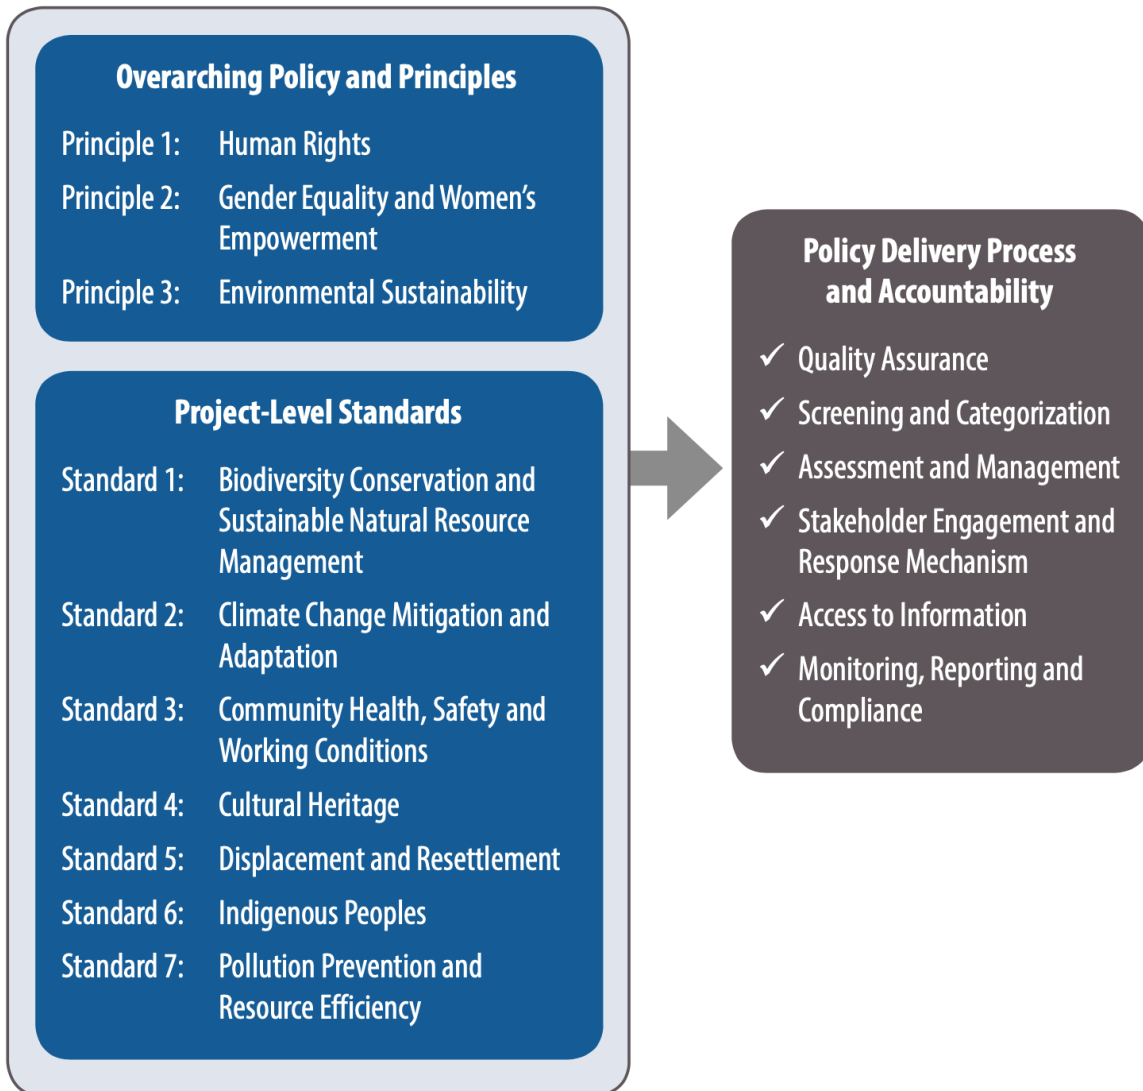 Overarching Policy and Principles
Principle 1: Human Rights
Principle 2: Gender Equality and Women’s
Empowerment
Principle 3: Environmental Sustainability
Project-Level Standards
Standard 1: Biodiversity Conservation and
Sustainable Natural Resource
Management
Standard 2: Climate Change Mitigation and
Adaptation
Standard 3: Community Health, Safety and
Working Conditions
Standard 4: Cultural Heritage
Standard 5: Displacement and Resettlement
Standard 6: Indigenous Peoples
Standard 7: Pollution Prevention and
Resource Efficiency
Policy Delivery Process
and Accountability
✓ Quality Assurance
✓ Screening and Categorization
✓ Assessment and Management
✓ Stakeholder Engagement and
Response Mechanism
✓ Access to Information
✓ Monitoring, Reporting and
Compliance